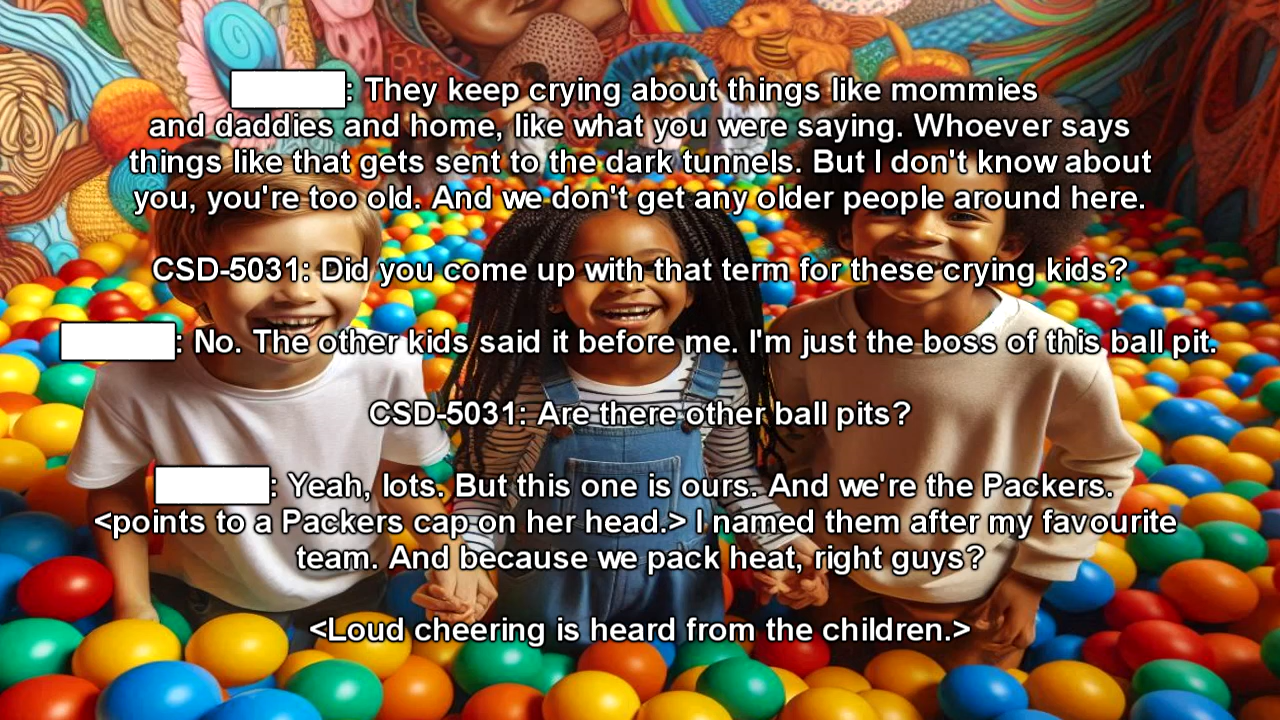 : They keep crying about things like mommies
and daddies and home, like what you were saying. Whoever says
things like that gets sent to the dark tunnels. But I don't know about
you, you're too old. And we don't get any older people around here.
CSD-5031: Did you come up with that term for these crying kids?
: No. The other kids said it before me. I'm just the boss of this ball pit.
CSD-5031: Are there other ball pits?
: Yeah, lots. But this one is ours. And we're the Packers.
<points to a Packers cap on her head.> I named them after my favourite
team. And because we pack heat, right guys?
<Loud cheering is heard from the children.>